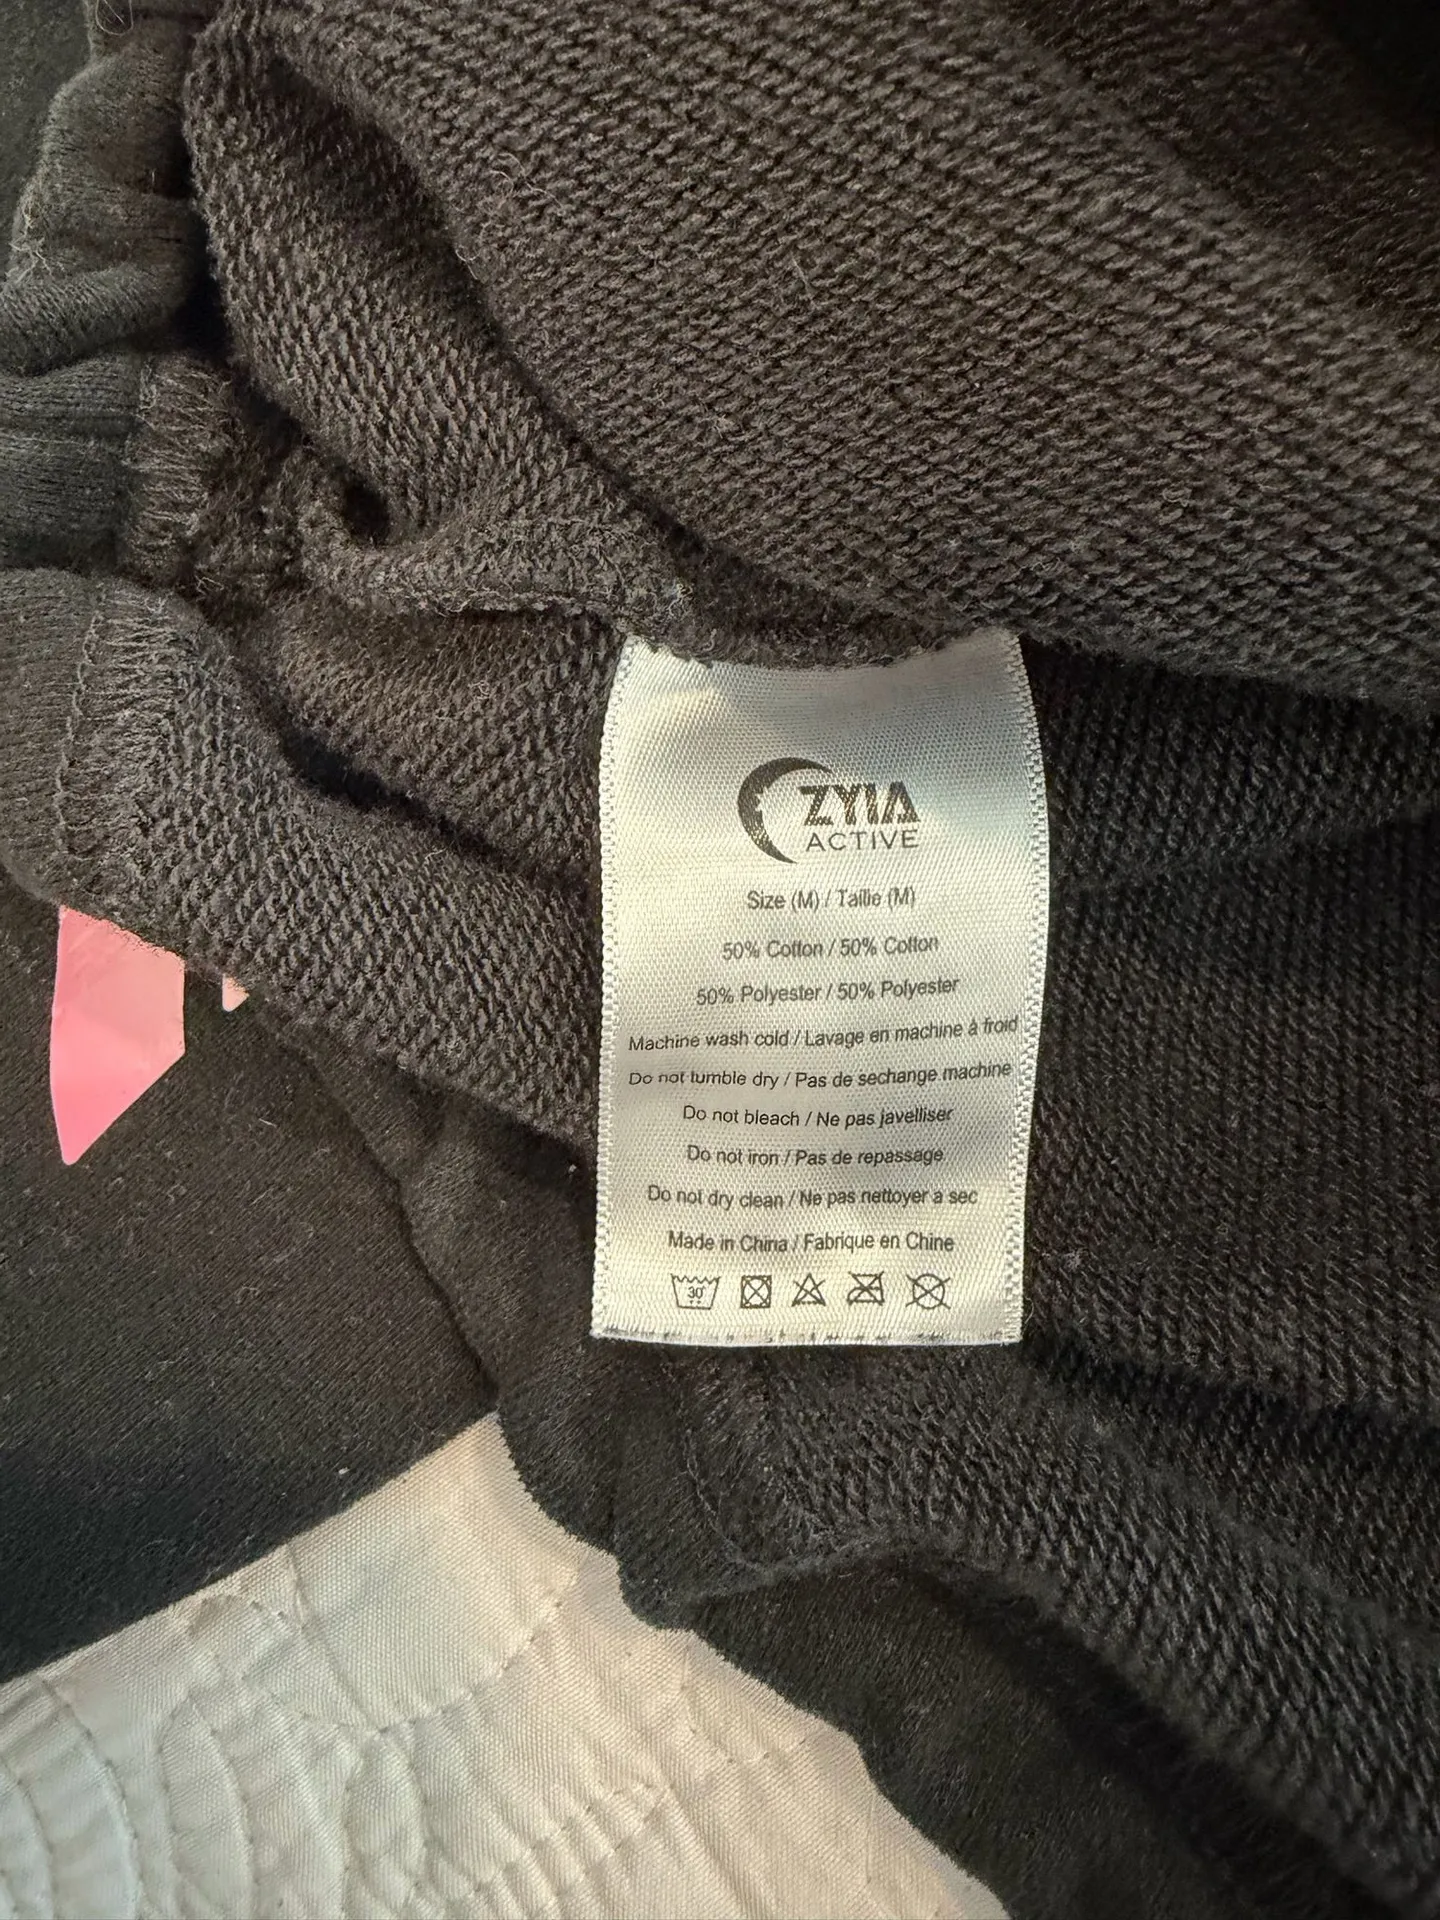 ZYIA
ACTIVE
Size (M) / Taille (M)
50% Cotton / 50% Cotton
50% Polyester / 50% Polyester
Machine wash cold / Lavage en machine à froid
Do not tumble dry / Pas de sechange machine
Do not bleach / Ne pas javelliser
Do not iron / Pas de repassage
Do not dry clean / Ne pas nettoyer a sec
Made in China / Fabrique en Chine
30°